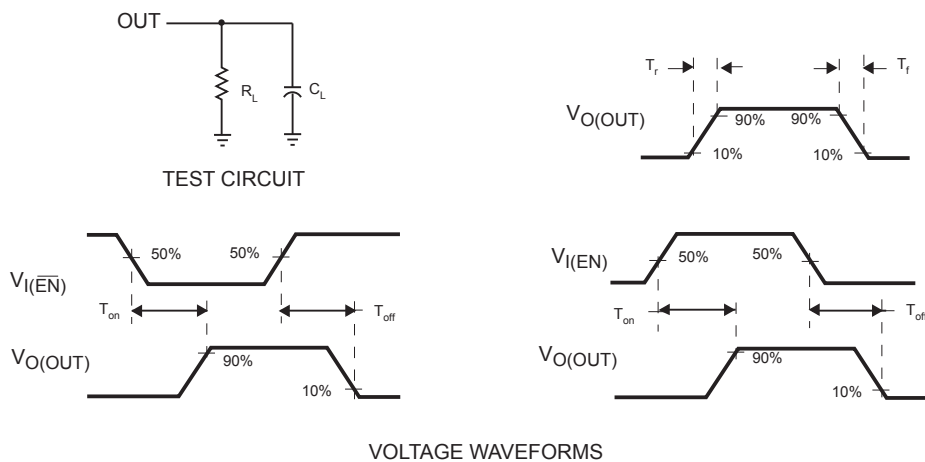 OUT
R_L
C_L
TEST CIRCUIT
T_r
T_f
V_O(OUT)
90%
90%
10%
10%
V_I(E̅N̅)
50%
50%
T_on
T_off
V_O(OUT)
90%
10%
V_I(EN)
50%
50%
T_on
T_off
V_O(OUT)
90%
10%
VOLTAGE WAVEFORMS